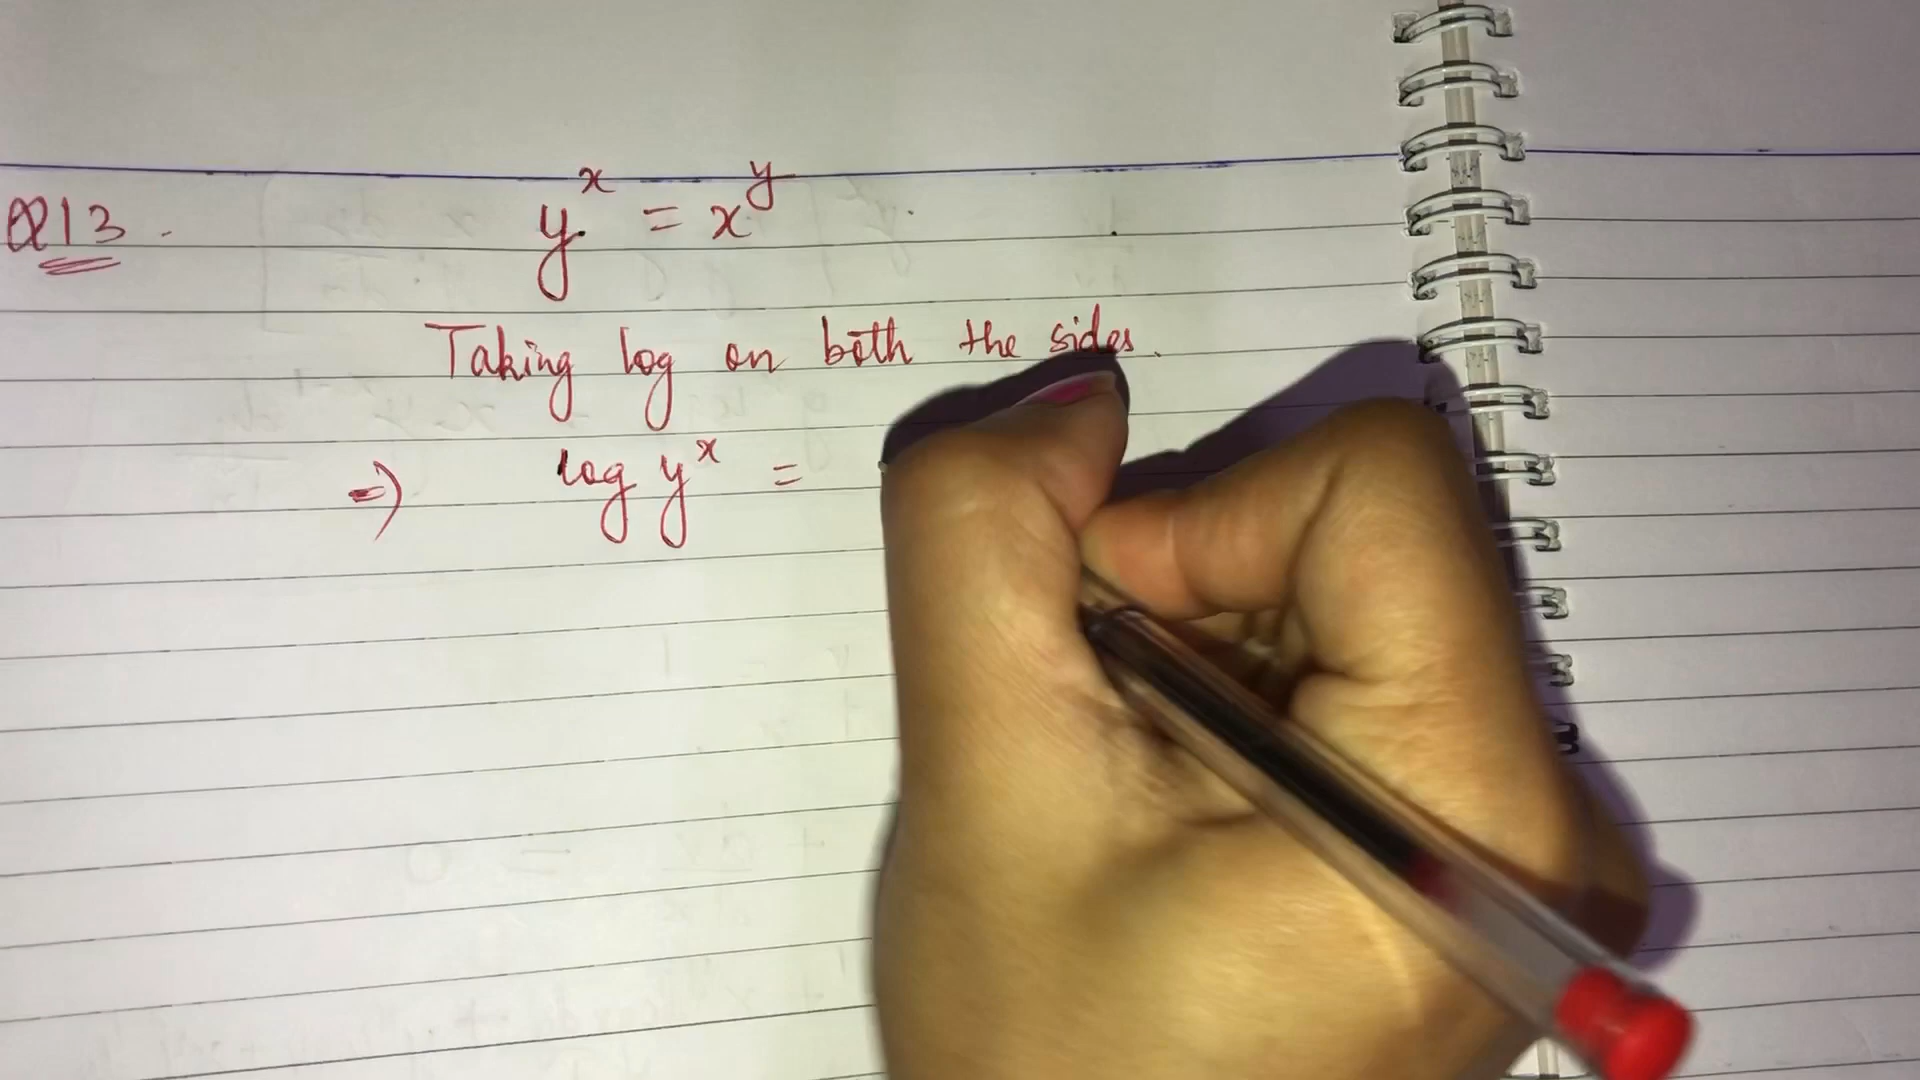 Q13. y^x = x^y
Taking log on both the sides.
⇒ log y^x =